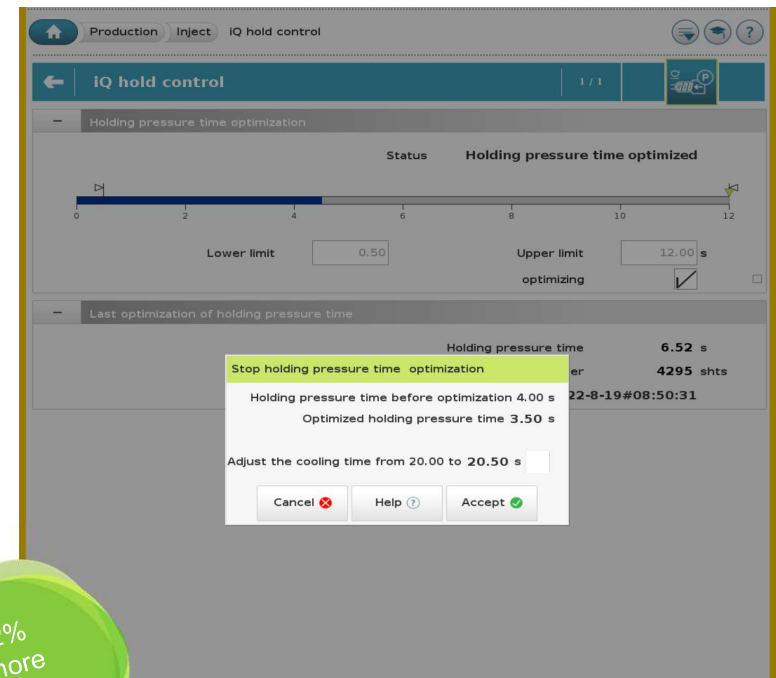 Production Inject iQ hold control ?
iQ hold control 1 / 1 P
Holding pressure time optimization
Status Holding pressure time optimized
0 2 4 6 8 10 12
Lower limit 0.50 Upper limit 12.00 s
optimizing
Last optimization of holding pressure time
Holding pressure time 6.52 s
er 4295 shts
22-8-19#08:50:31
Stop holding pressure time optimization
Holding pressure time before optimization 4.00 s
Optimized holding pressure time 3.50 s
Adjust the cooling time from 20.00 to 20.50 s
Cancel Help ? Accept
%
more